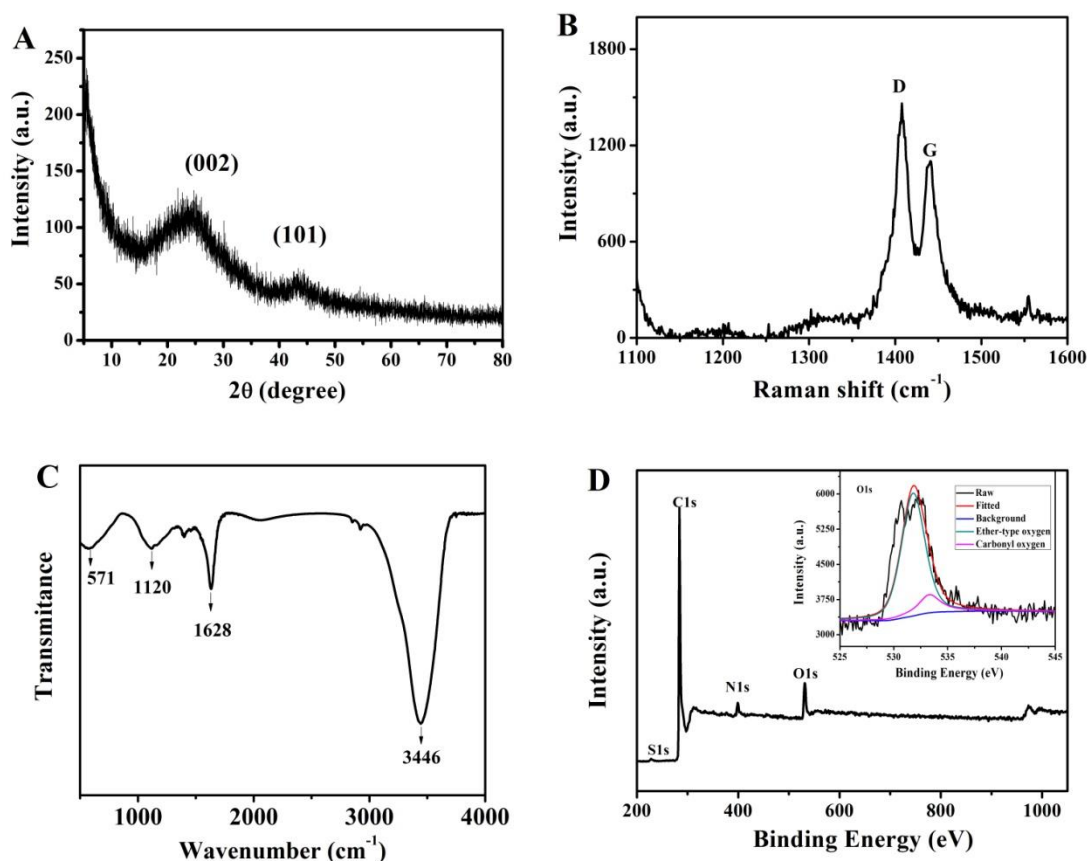 A
Intensity (a.u.)
250
200
150
100
50
0
(002)
(101)
10 20 30 40 50 60 70 80
2θ (degree)
B
Intensity (a.u.)
1800
1200
600
0
D
G
1100 1200 1300 1400 1500 1600
Raman shift (cm⁻¹)
C
Transmitance
571
1120
1628
3446
1000 2000 3000 4000
Wavenumber (cm⁻¹)
D
Intensity (a.u.)
C1s
N1s
O1s
S1s
200 400 600 800 1000
Binding Energy (eV)
O1s
Raw
Fitted
Background
Ether-type oxygen
Carbonyl oxygen
Intensity (a.u.)
6000
5000
4000
3000
525 530 535 540 545
Binding Energy (eV)